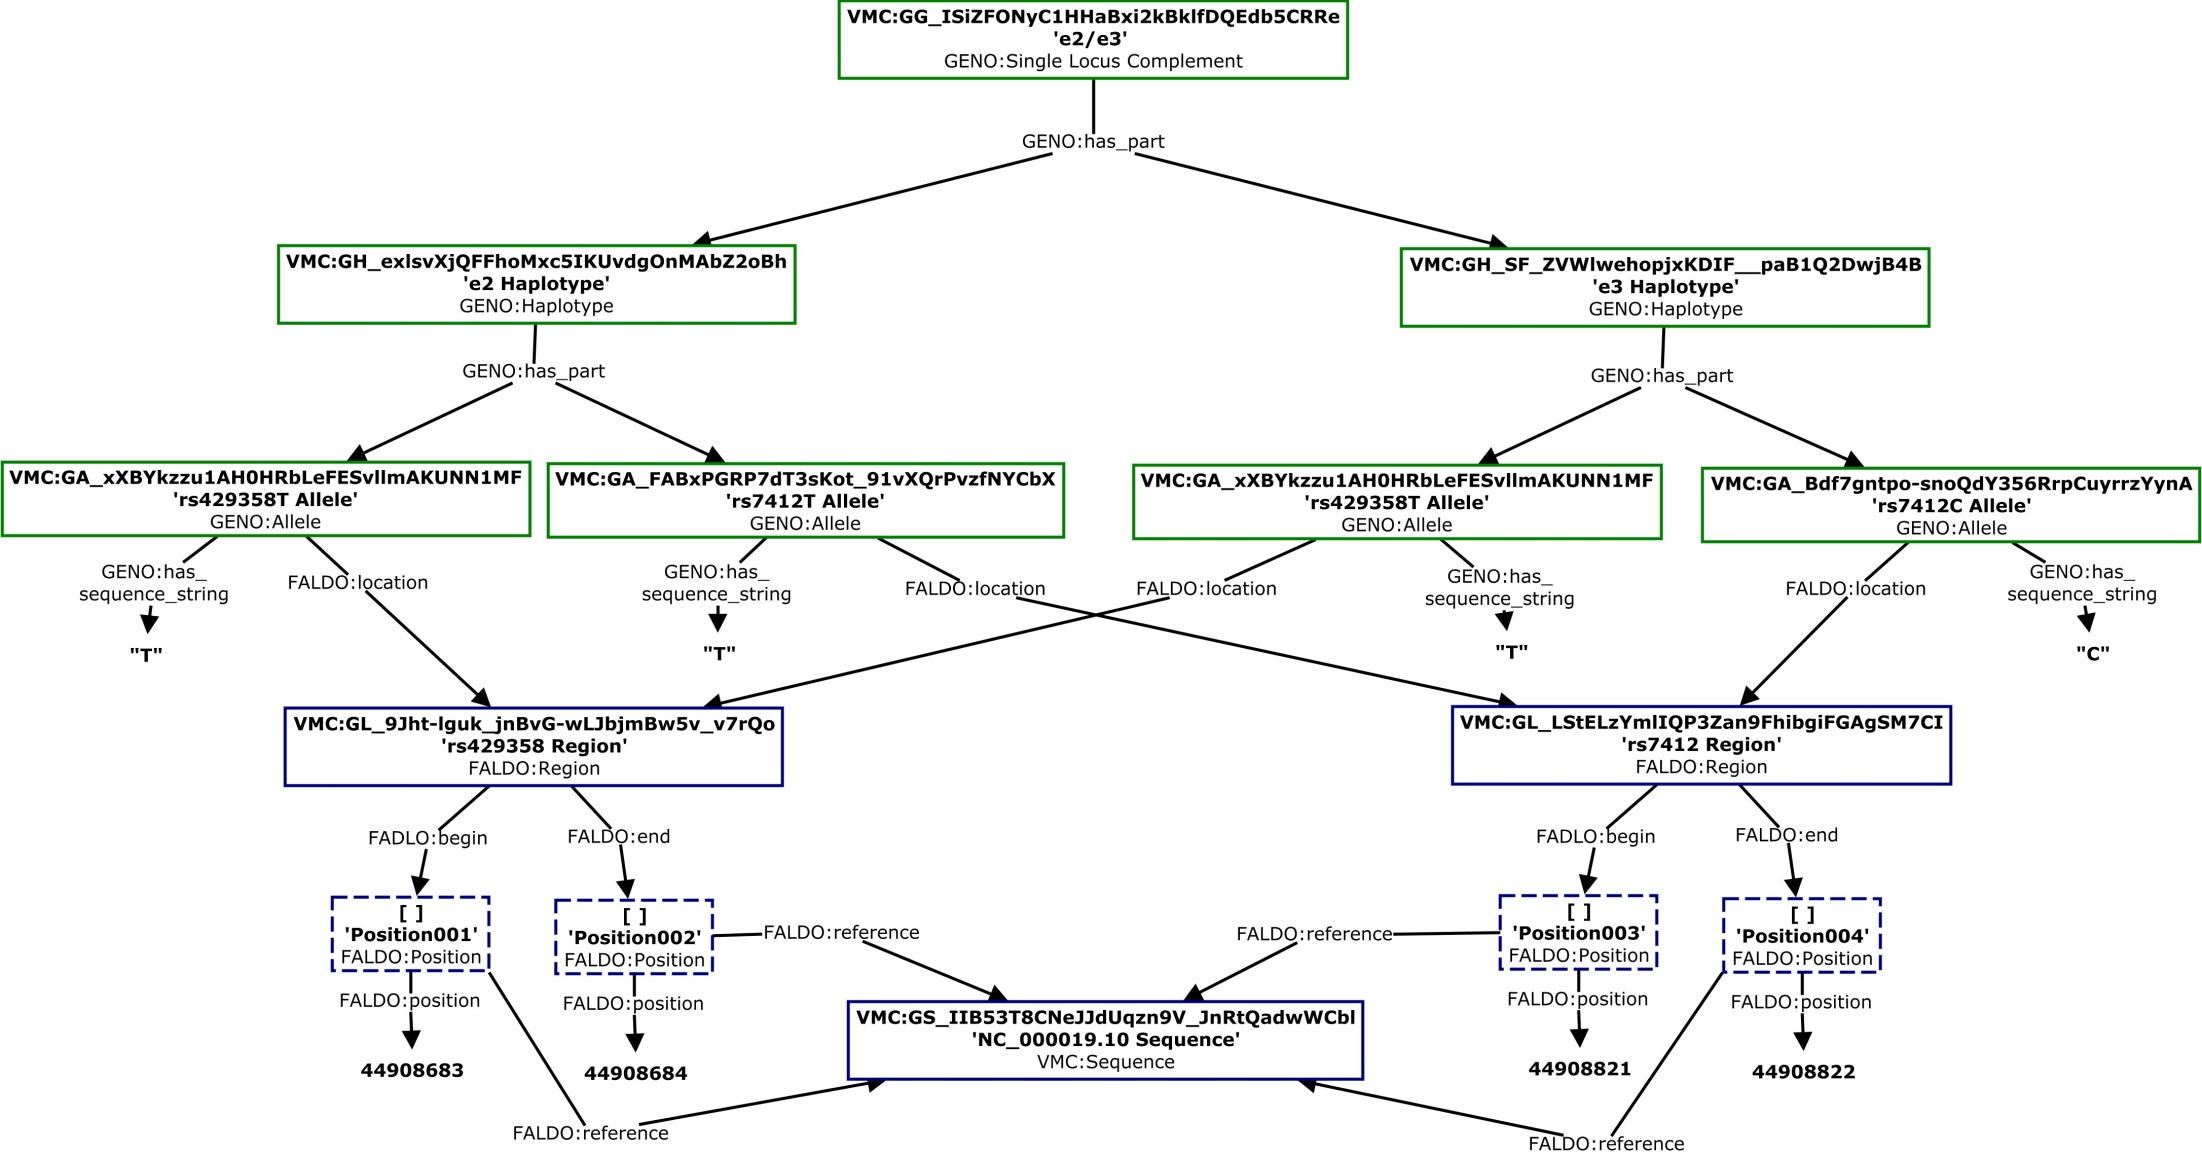 VMC:GG_ISiZFONyC1HHaBxi2kBklfDQEdb5CRRe
'e2/e3'
GENO:Single Locus Complement
GENO:has_part
VMC:GH_exlsvXjQFFhoMxc5IKUvdgOnMAbZ2oBh
'e2 Haplotype'
GENO:Haplotype
VMC:GH_SF_ZVWlwehopjxKDIF__paB1Q2DwjB4B
'e3 Haplotype'
GENO:Haplotype
GENO:has_part
GENO:has_part
VMC:GA_xXBYkzzu1AH0HRbLeFESvllmAKUNN1MF
'rs429358T Allele'
GENO:Allele
VMC:GA_FABxPGRP7dT3sKot_91vXQrPvzfNYCbX
'rs7412T Allele'
GENO:Allele
VMC:GA_xXBYkzzu1AH0HRbLeFESvllmAKUNN1MF
'rs429358T Allele'
GENO:Allele
VMC:GA_Bdf7gntpo-snoQdY356RrpCuyrrzYynA
'rs7412C Allele'
GENO:Allele
GENO:has_
sequence_string
FALDO:location
GENO:has_
sequence_string
FALDO:location
FALDO:location
GENO:has_
sequence_string
FALDO:location
GENO:has_
sequence_string
"T"
"T"
"T"
"C"
VMC:GL_9Jht-lguk_jnBvG-wLJbjmBw5v_v7rQo
'rs429358 Region'
FALDO:Region
VMC:GL_LStELzYmlIQP3Zan9FhibgiFGAgSM7CI
'rs7412 Region'
FALDO:Region
FADLO:begin
FALDO:end
FADLO:begin
FALDO:end
[ ]
'Position001'
FALDO:Position
[ ]
'Position002'
FALDO:Position
FALDO:reference
FALDO:reference
[ ]
'Position003'
FALDO:Position
[ ]
'Position004'
FALDO:Position
FALDO:position
FALDO:position
VMC:GS_IIB53T8CNeJJdUqzn9V_JnRtQadwWCbl
'NC_000019.10 Sequence'
VMC:Sequence
FALDO:position
FALDO:position
44908683
44908684
44908821
44908822
FALDO:reference
FALDO:reference